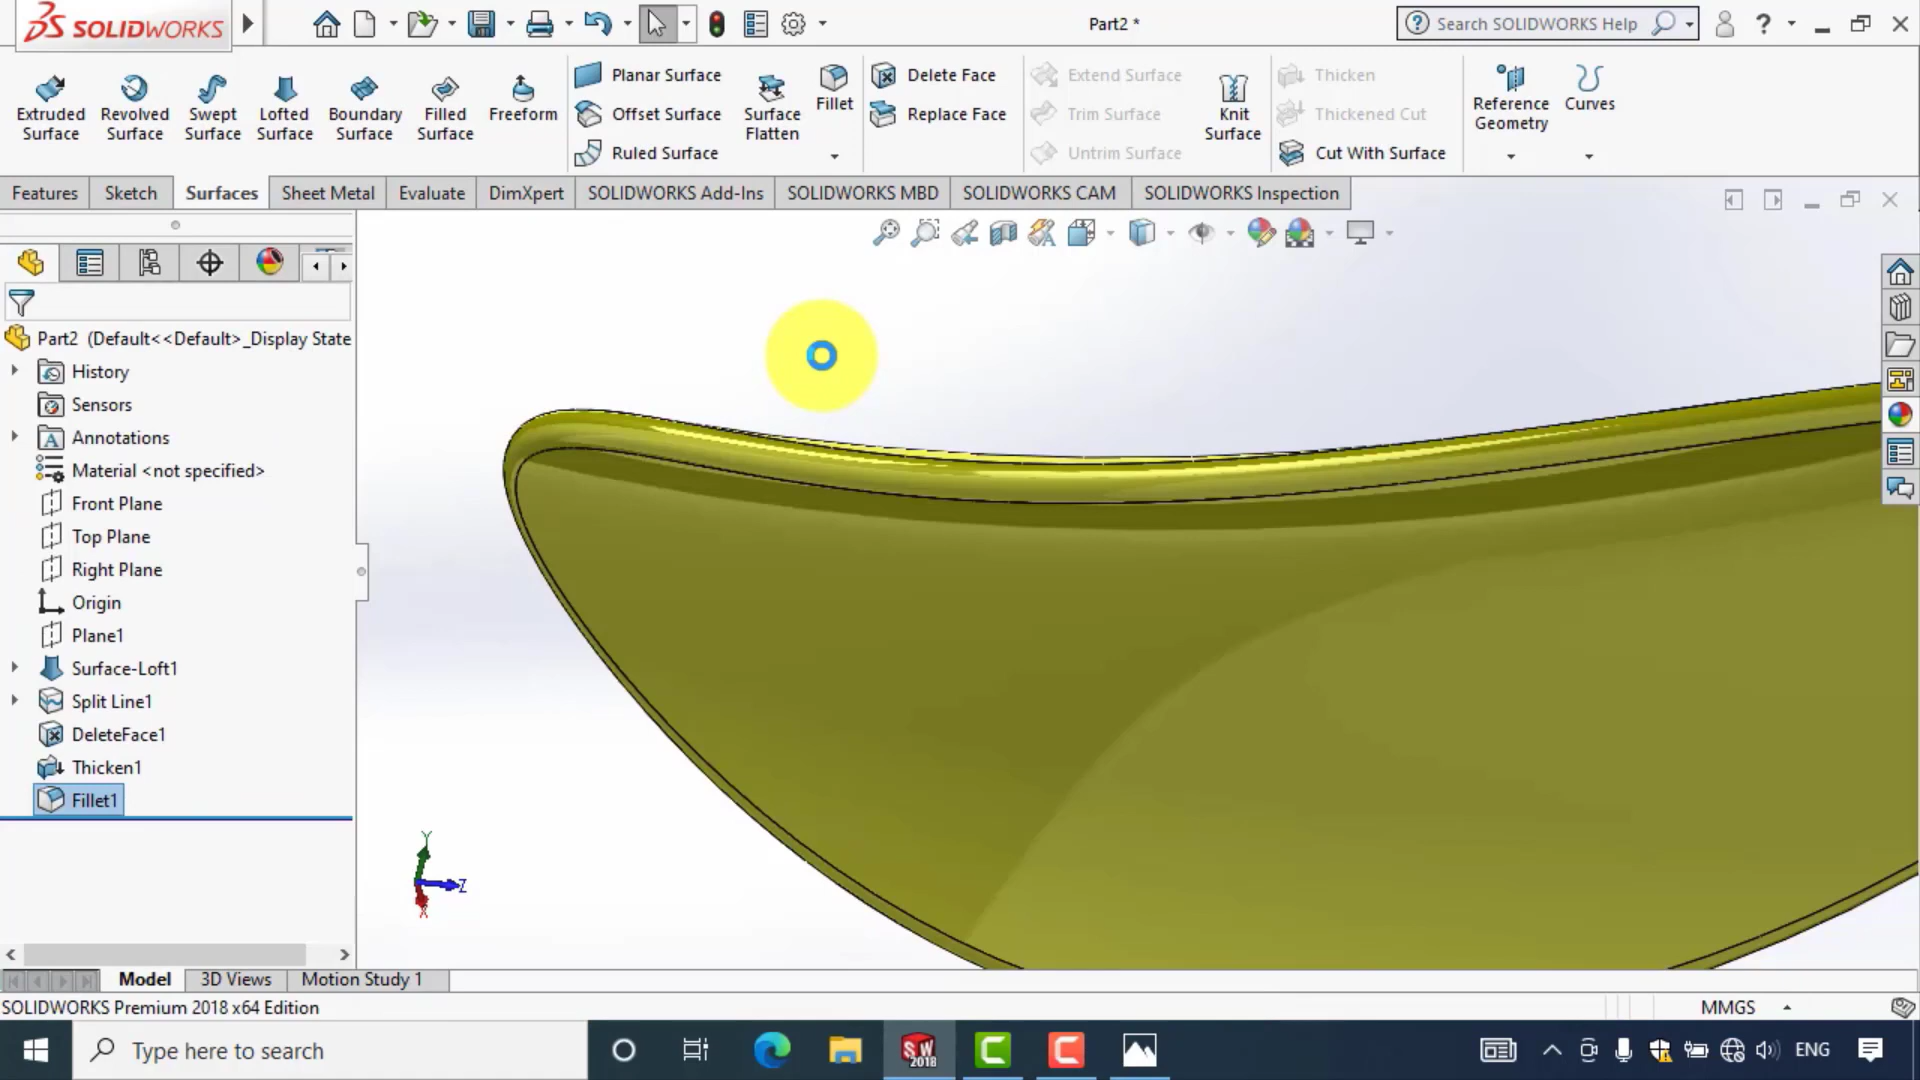 SOLIDWORKS
Part2 *
Search SOLIDWORKS Help
?
Extruded Surface
Revolved Surface
Swept Surface
Lofted Surface
Boundary Surface
Filled Surface
Freeform
Planar Surface
Offset Surface
Ruled Surface
Surface Flatten
Fillet
Delete Face
Replace Face
Extend Surface
Trim Surface
Untrim Surface
Knit Surface
Thicken
Thickened Cut
Cut With Surface
Reference Geometry
Curves
Features
Sketch
Surfaces
Sheet Metal
Evaluate
DimXpert
SOLIDWORKS Add-Ins
SOLIDWORKS MBD
SOLIDWORKS CAM
SOLIDWORKS Inspection
Part2 (Default<<Default>_Display State
History
Sensors
Annotations
Material <not specified>
Front Plane
Top Plane
Right Plane
Origin
Plane1
Surface-Loft1
Split Line1
DeleteFace1
Thicken1
Fillet1
Y
Z
X
Model
3D Views
Motion Study 1
SOLIDWORKS Premium 2018 x64 Edition
MMGS
Type here to search
SW 2018
ENG